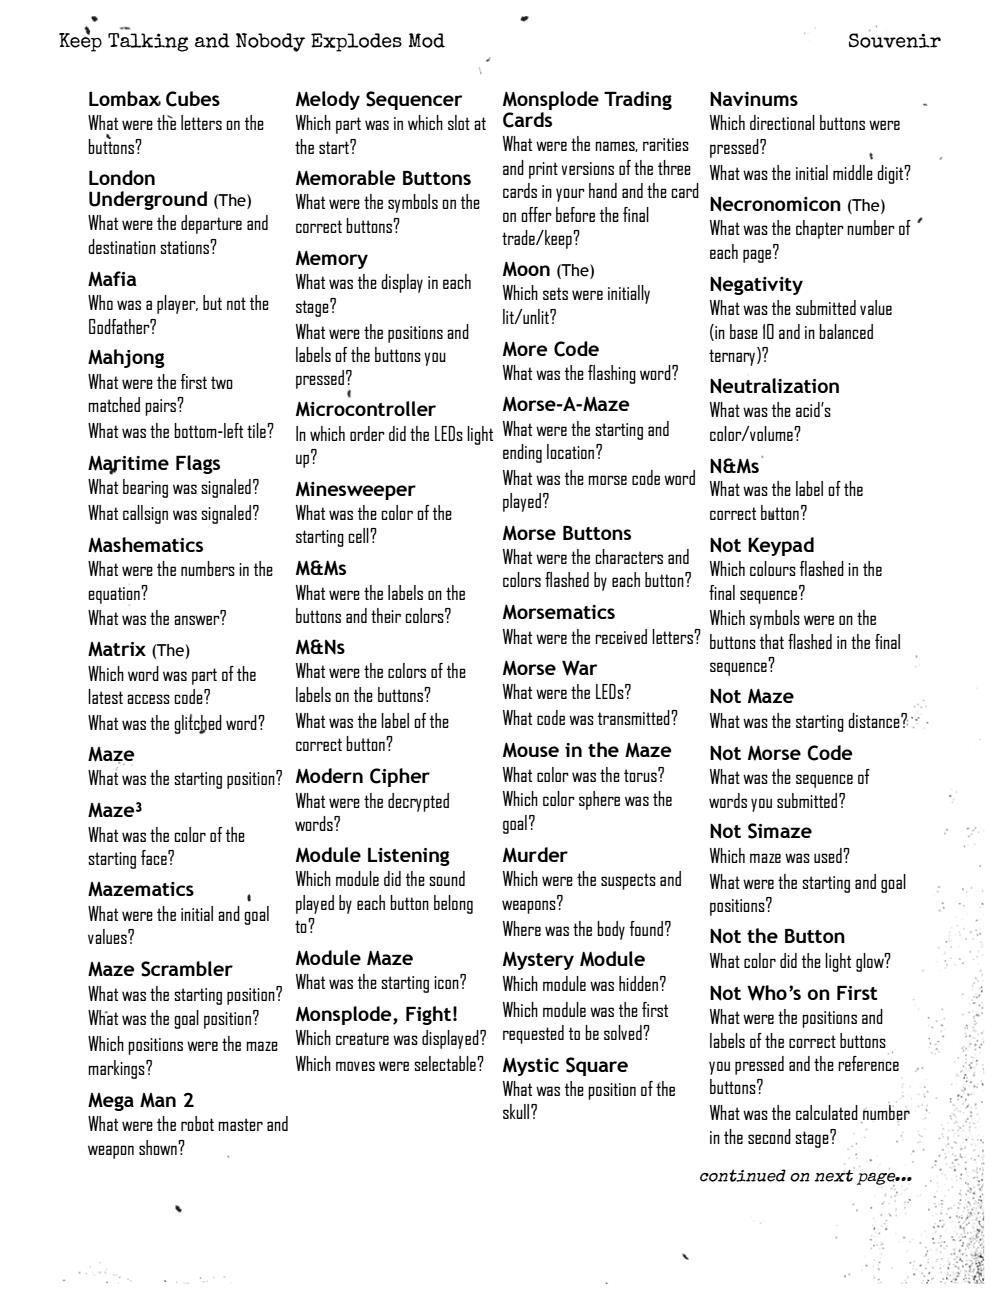 Keep Talking and Nobody Explodes Mod
Souvenir
Lombax Cubes
What were the letters on the
buttons?
London
Underground (The)
What were the departure and
destination stations?
Mafia
Who was a player, but not the
Godfather?
Mahjong
What were the first two
matched pairs?
What was the bottom-left tile?
Maritime Flags
What bearing was signaled?
What callsign was signaled?
Mashematics
What were the numbers in the
equation?
What was the answer?
Matrix (The)
Which word was part of the
latest access code?
What was the glitched word?
Maze
What was the starting position?
Maze³
What was the color of the
starting face?
Mazematics
What were the initial and goal
values?
Maze Scrambler
What was the starting position?
What was the goal position?
Which positions were the maze
markings?
Mega Man 2
What were the robot master and
weapon shown?
Melody Sequencer
Which part was in which slot at
the start?
Memorable Buttons
What were the symbols on the
correct buttons?
Memory
What was the display in each
stage?
What were the positions and
labels of the buttons you
pressed?
Microcontroller
In which order did the LEDs light
up?
Minesweeper
What was the color of the
starting cell?
M&Ms
What were the labels on the
buttons and their colors?
M&Ns
What were the colors of the
labels on the buttons?
What was the label of the
correct button?
Modern Cipher
What were the decrypted
words?
Module Listening
Which module did the sound
played by each button belong
to?
Module Maze
What was the starting icon?
Monsplode, Fight!
Which creature was displayed?
Which moves were selectable?
Monsplode Trading
Cards
What were the names, rarities
and print versions of the three
cards in your hand and the card
on offer before the final
trade/keep?
Moon (The)
Which sets were initially
lit/unlit?
More Code
What was the flashing word?
Morse-A-Maze
What were the starting and
ending location?
What was the morse code word
played?
Morse Buttons
What were the characters and
colors flashed by each button?
Morsematics
What were the received letters?
Morse War
What were the LEDs?
What code was transmitted?
Mouse in the Maze
What color was the torus?
Which color sphere was the
goal?
Murder
Which were the suspects and
weapons?
Where was the body found?
Mystery Module
Which module was hidden?
Which module was the first
requested to be solved?
Mystic Square
What was the position of the
skull?
Navinums
Which directional buttons were
pressed?
What was the initial middle digit?
Necronomicon (The)
What was the chapter number of
each page?
Negativity
What was the submitted value
(in base 10 and in balanced
ternary)?
Neutralization
What was the acid's
color/volume?
N&Ms
What was the label of the
correct button?
Not Keypad
Which colours flashed in the
final sequence?
Which symbols were on the
buttons that flashed in the final
sequence?
Not Maze
What was the starting distance?
Not Morse Code
What was the sequence of
words you submitted?
Not Simaze
Which maze was used?
What were the starting and goal
positions?
Not the Button
What color did the light glow?
Not Who's on First
What were the positions and
labels of the correct buttons
you pressed and the reference
buttons?
What was the calculated number
in the second stage?
continued on next page...